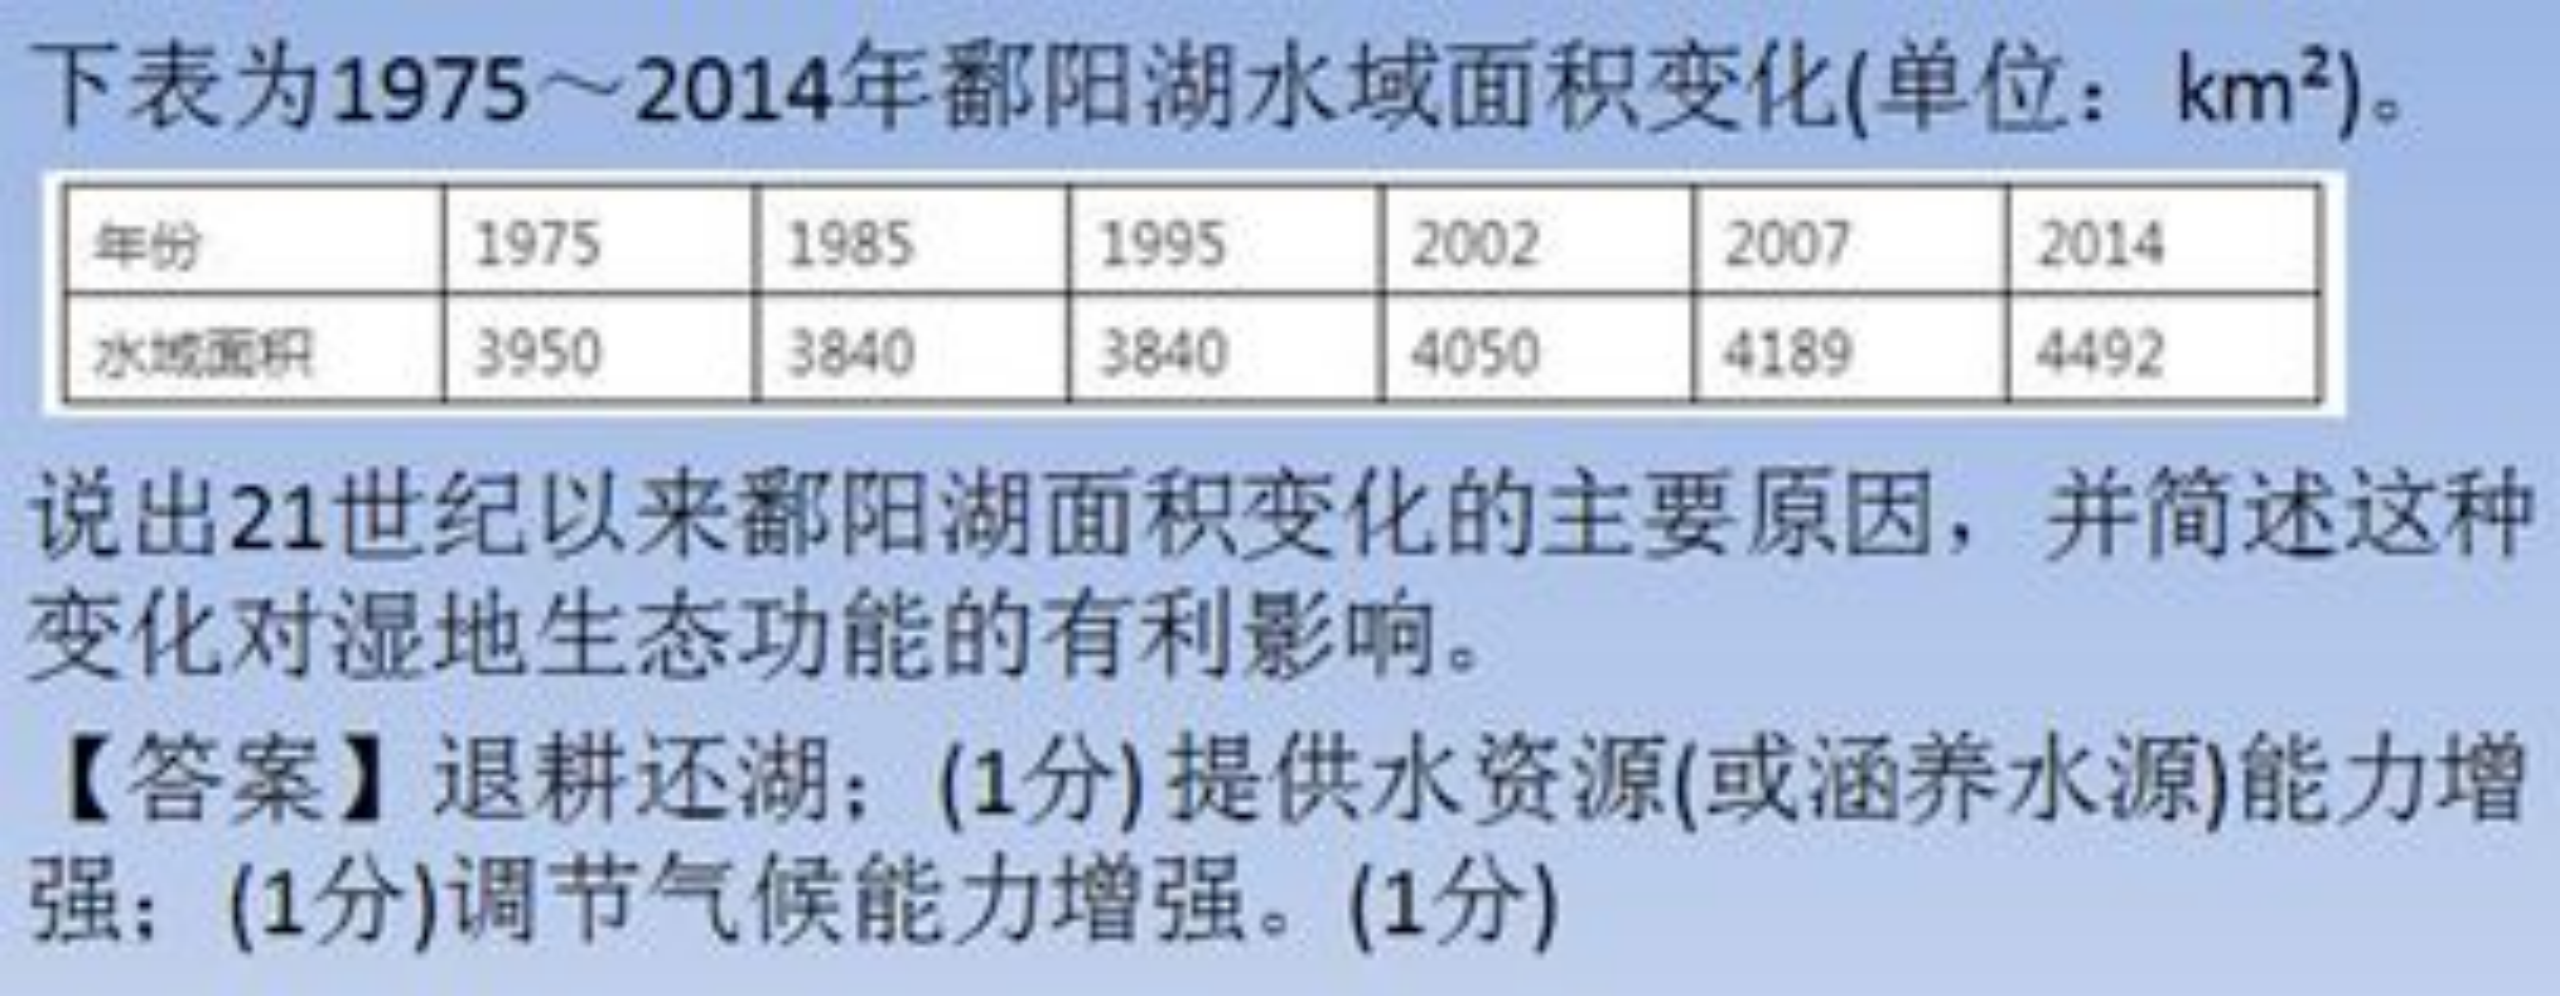 下表为1975～2014年鄱阳湖水域面积变化(单位：km²)。
年份 1975 1985 1995 2002 2007 2014
水域面积 3950 3840 3840 4050 4189 4492
说出21世纪以来鄱阳湖面积变化的主要原因，并简述这种
变化对湿地生态功能的有利影响。
【答案】退耕还湖；(1分) 提供水资源(或涵养水源)能力增
强；(1分)调节气候能力增强。(1分)